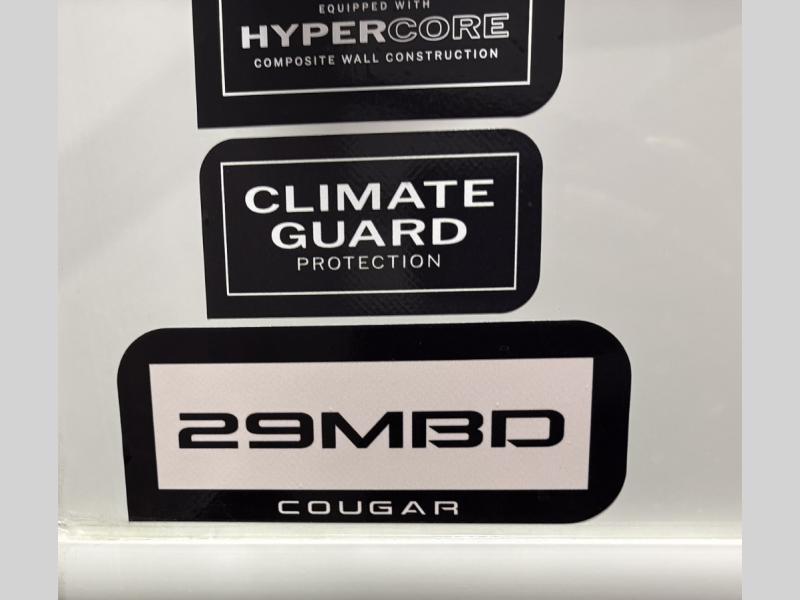 EQUIPPED WITH
HYPERCORE
COMPOSITE WALL CONSTRUCTION
CLIMATE
GUARD
PROTECTION
29MBD
COUGAR